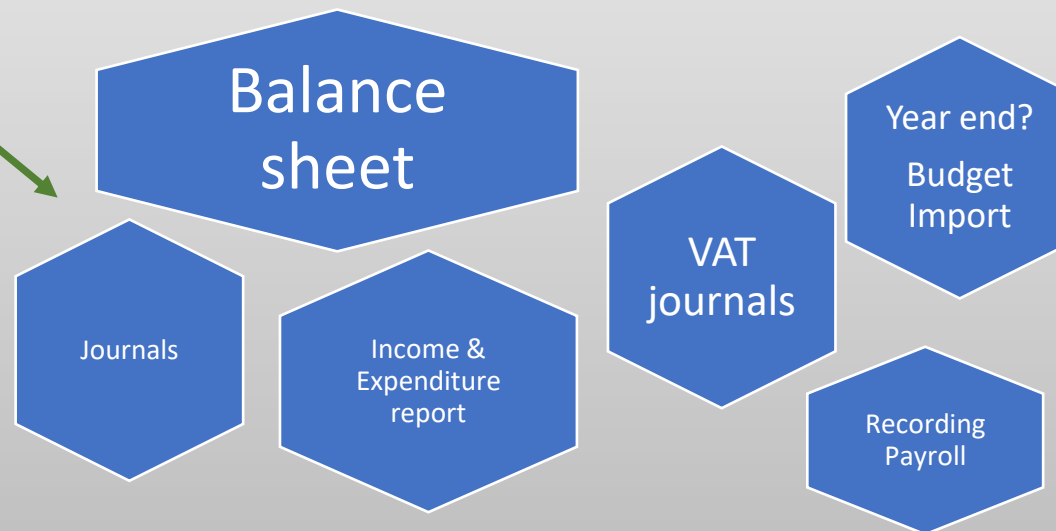 Balance
sheet
Year end?
Budget
Import
VAT
journals
Journals
Income &
Expenditure
report
Recording
Payroll